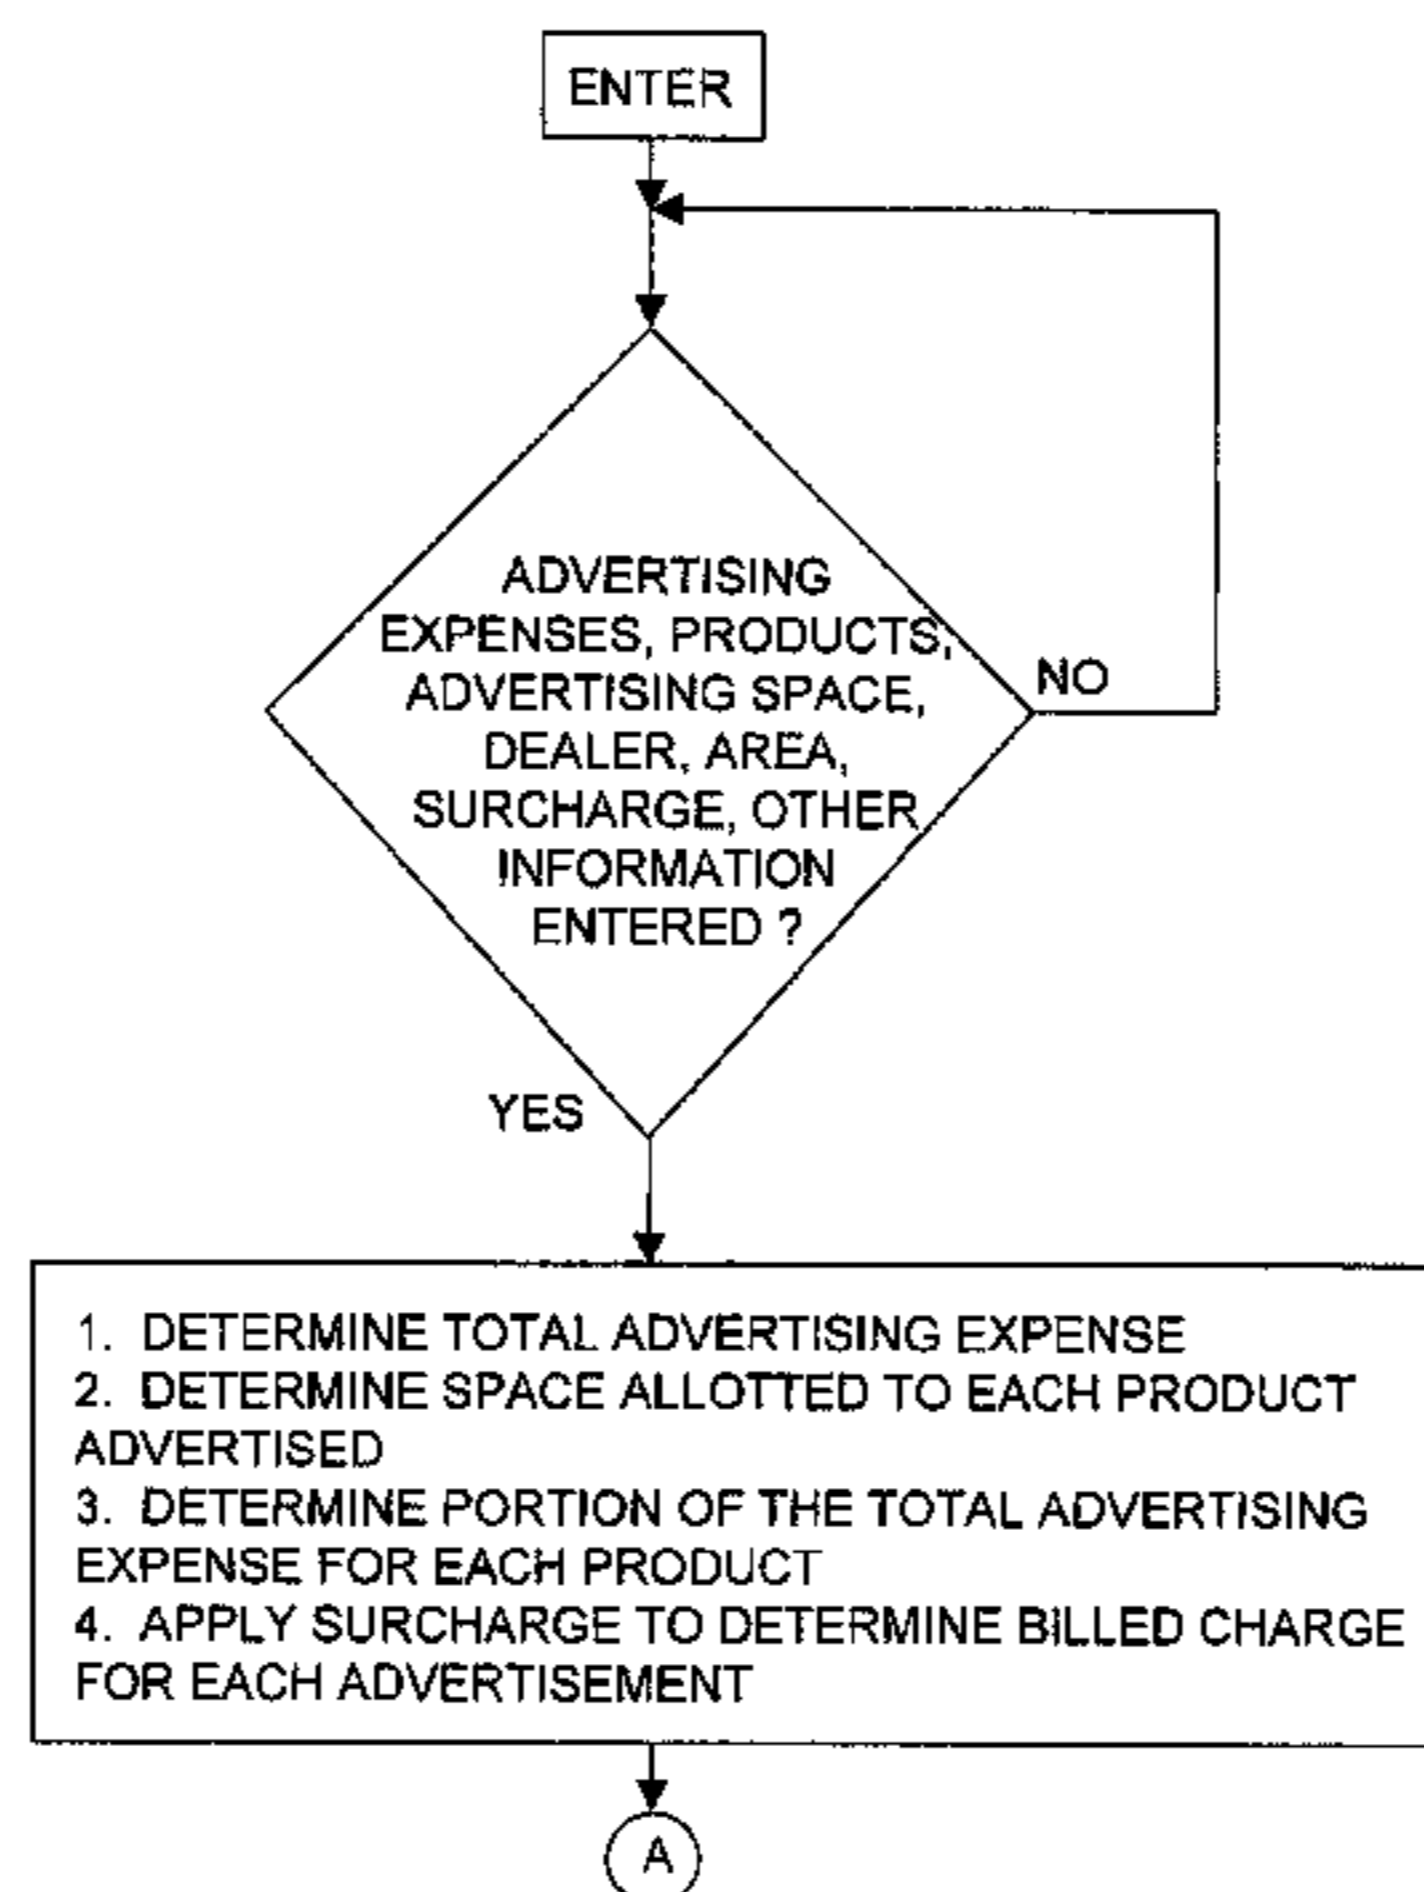 ENTER
ADVERTISING
EXPENSES, PRODUCTS,
ADVERTISING SPACE,
NO
DEALER, AREA,
SURCHARGE, OTHER
INFORMATION
ENTERED ?
YES
1. DETERMINE TOTAL ADVERTISING EXPENSE
2. DETERMINE SPACE ALLOTTED TO EACH PRODUCT
ADVERTISED
3. DETERMINE PORTION OF THE TOTAL ADVERTISING
EXPENSE FOR EACH PRODUCT
4. APPLY SURCHARGE TO DETERMINE BILLED CHARGE
FOR EACH ADVERTISEMENT
A